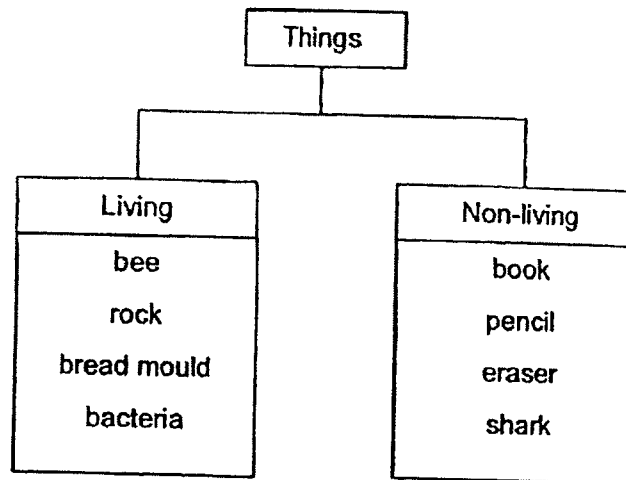 Things
Living
bee
rock
bread mould
bacteria
Non-living
book
pencil
eraser
shark